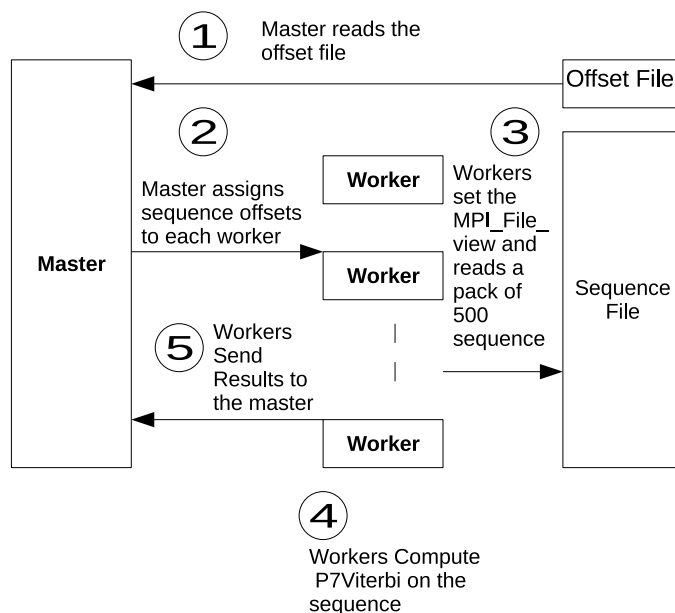 1
Master reads the
offset file
Offset File
2
3
Master assigns
sequence offsets
to each worker
Worker
Workers
set the
MPI_File_
view and
reads a
pack of
500
sequence
Master
Worker
Sequence
File
5
Workers
Send
Results to
the master
Worker
4
Workers Compute
P7Viterbi on the
sequence